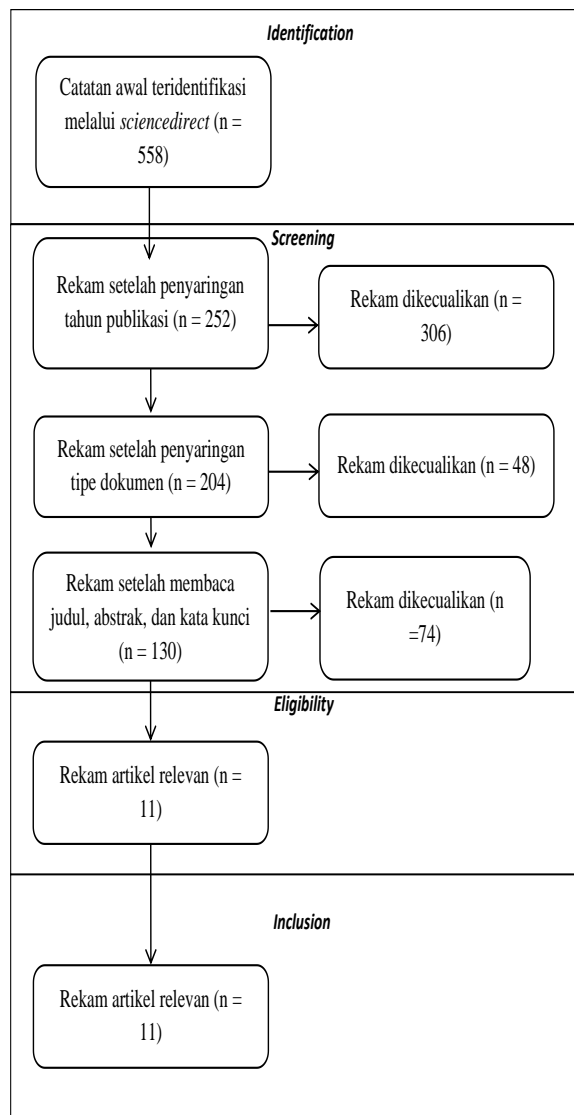 Identification
Catatan awal teridentifikasi
melalui sciencedirect (n =
558)
Screening
Rekam setelah penyaringan
tahun publikasi (n = 252)
Rekam dikecualikan (n =
306)
Rekam setelah penyaringan
tipe dokumen (n = 204)
Rekam dikecualikan (n = 48)
Rekam setelah membaca
judul, abstrak, dan kata kunci
(n = 130)
Rekam dikecualikan (n
=74)
Eligibility
Rekam artikel relevan (n =
11)
Inclusion
Rekam artikel relevan (n =
11)